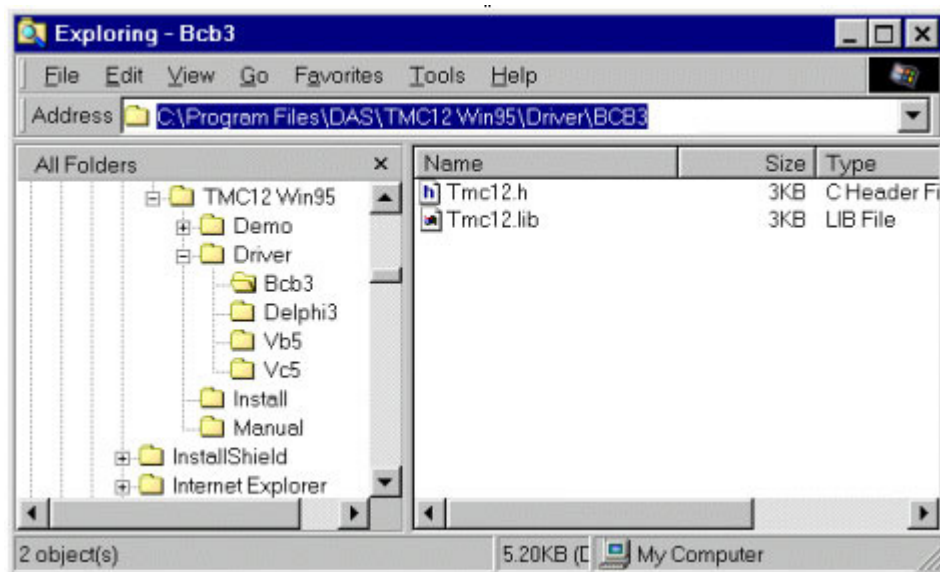 Exploring - Bcb3
File Edit View Go Favorites Tools Help
Address C:\Program Files\DAS\TMC12 Win95\Driver\BCB3
All Folders
TMC12 Win95
Demo
Driver
Bcb3
Delphi3
Vb5
Vc5
Install
Manual
InstallShield
Internet Explorer
Name Size Type
Tmc12.h 3KB C Header Fi
Tmc12.lib 3KB LIB File
2 object(s) 5.20KB (D My Computer